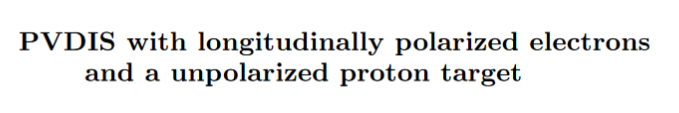 PVDIS with longitudinally polarized electrons
and a unpolarized proton target